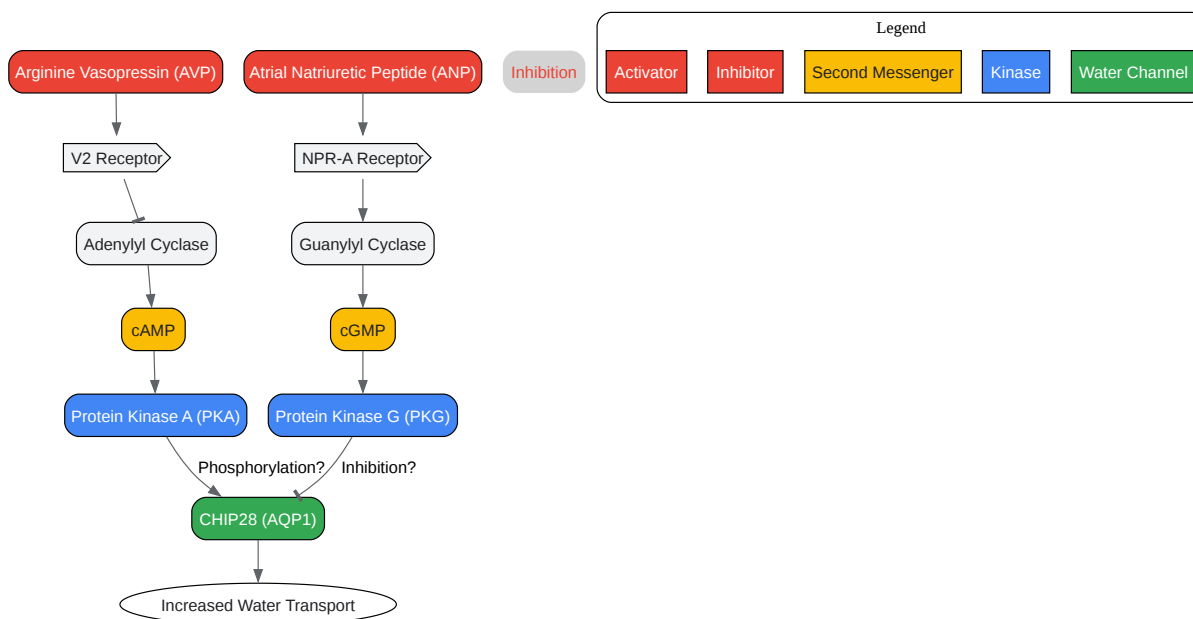 Legend
Arginine Vasopressin (AVP)
Atrial Natriuretic Peptide (ANP)
Inhibition
Activator
Inhibitor
Second Messenger
Kinase
Water Channel
V2 Receptor
NPR-A Receptor
Adenylyl Cyclase
Guanylyl Cyclase
cAMP
cGMP
Protein Kinase A (PKA)
Protein Kinase G (PKG)
Phosphorylation?
Inhibition?
CHIP28 (AQP1)
Increased Water Transport